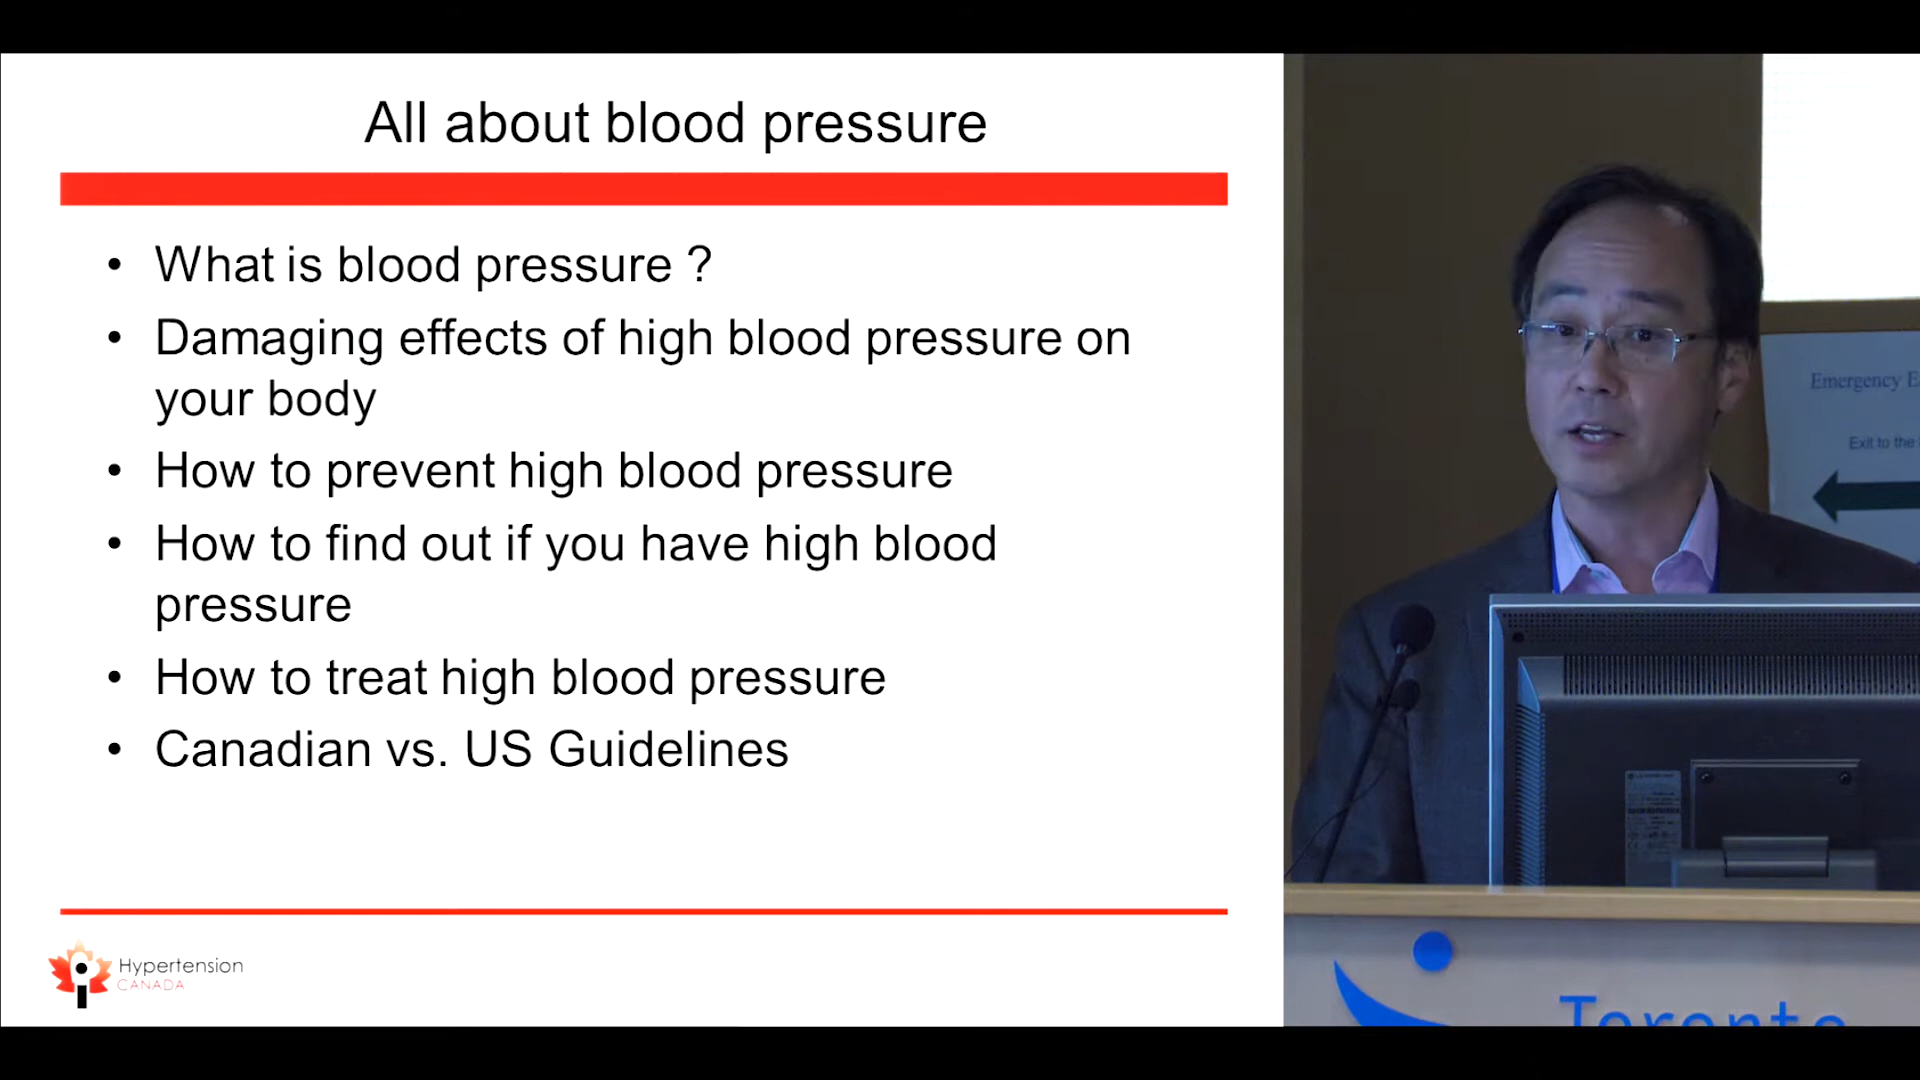 All about blood pressure
• What is blood pressure ?
• Damaging effects of high blood pressure on
your body
• How to prevent high blood pressure
• How to find out if you have high blood
pressure
• How to treat high blood pressure
• Canadian vs. US Guidelines
Hypertension
CANADA
Emergency
Exit to the
Toronto